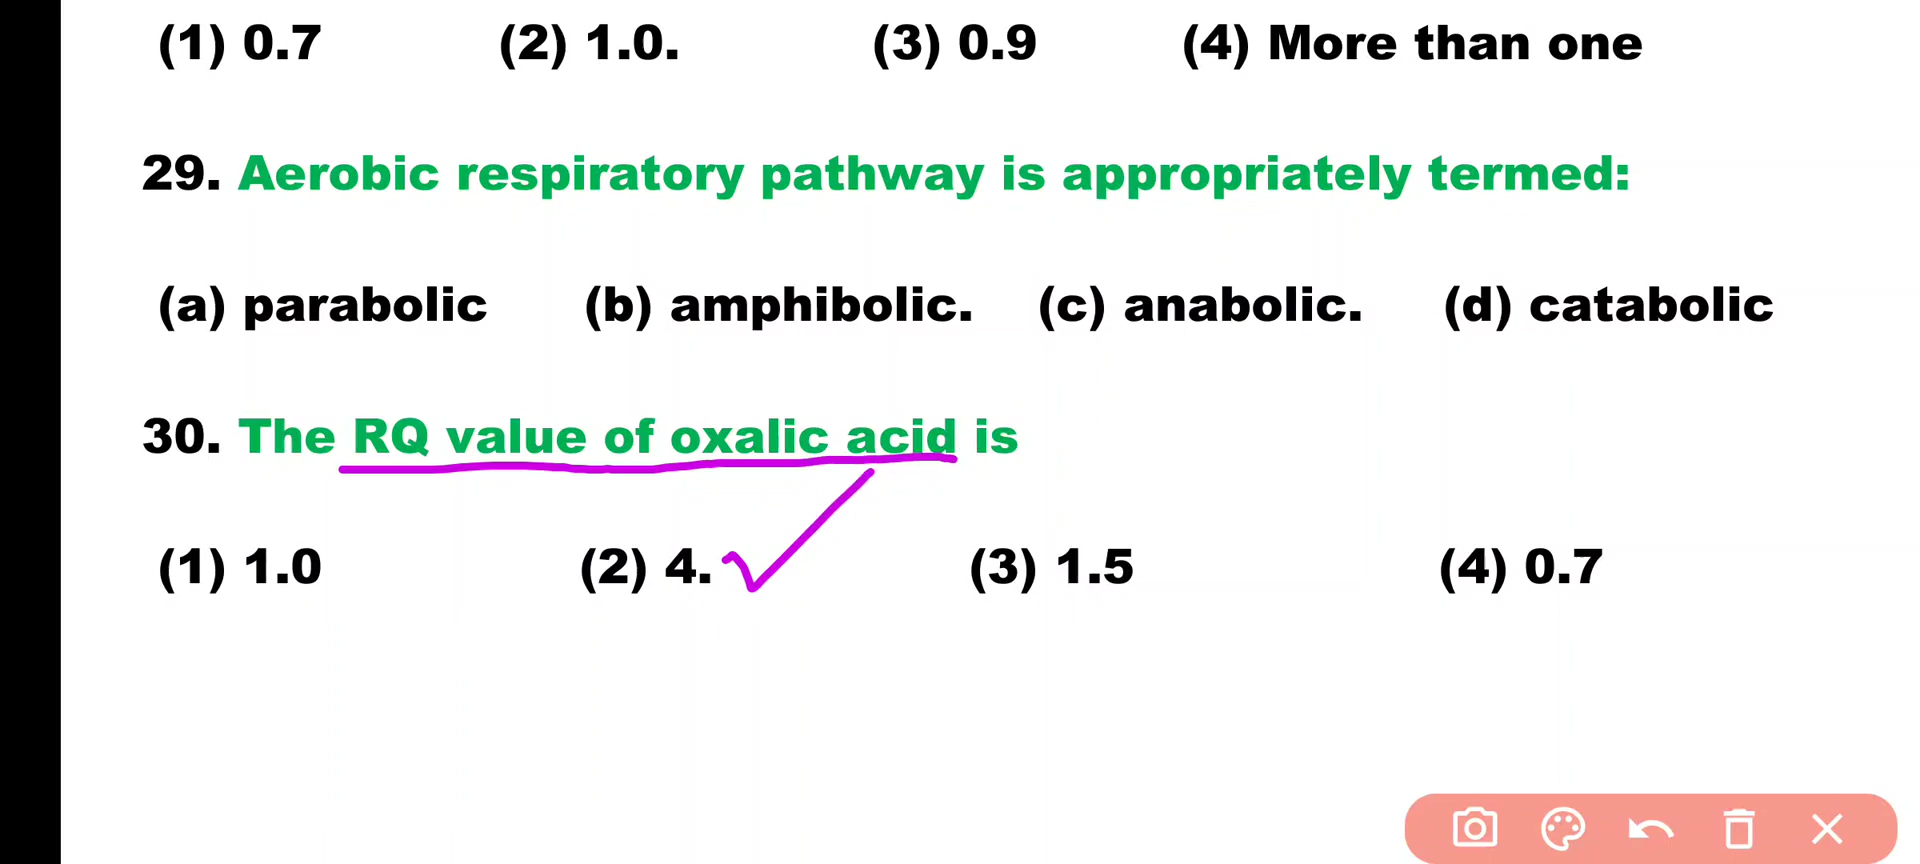 (1) 0.7 (2) 1.0. (3) 0.9 (4) More than one
29. Aerobic respiratory pathway is appropriately termed:
(a) parabolic (b) amphibolic. (c) anabolic. (d) catabolic
30. The RQ value of oxalic acid is
(1) 1.0 (2) 4. (3) 1.5 (4) 0.7